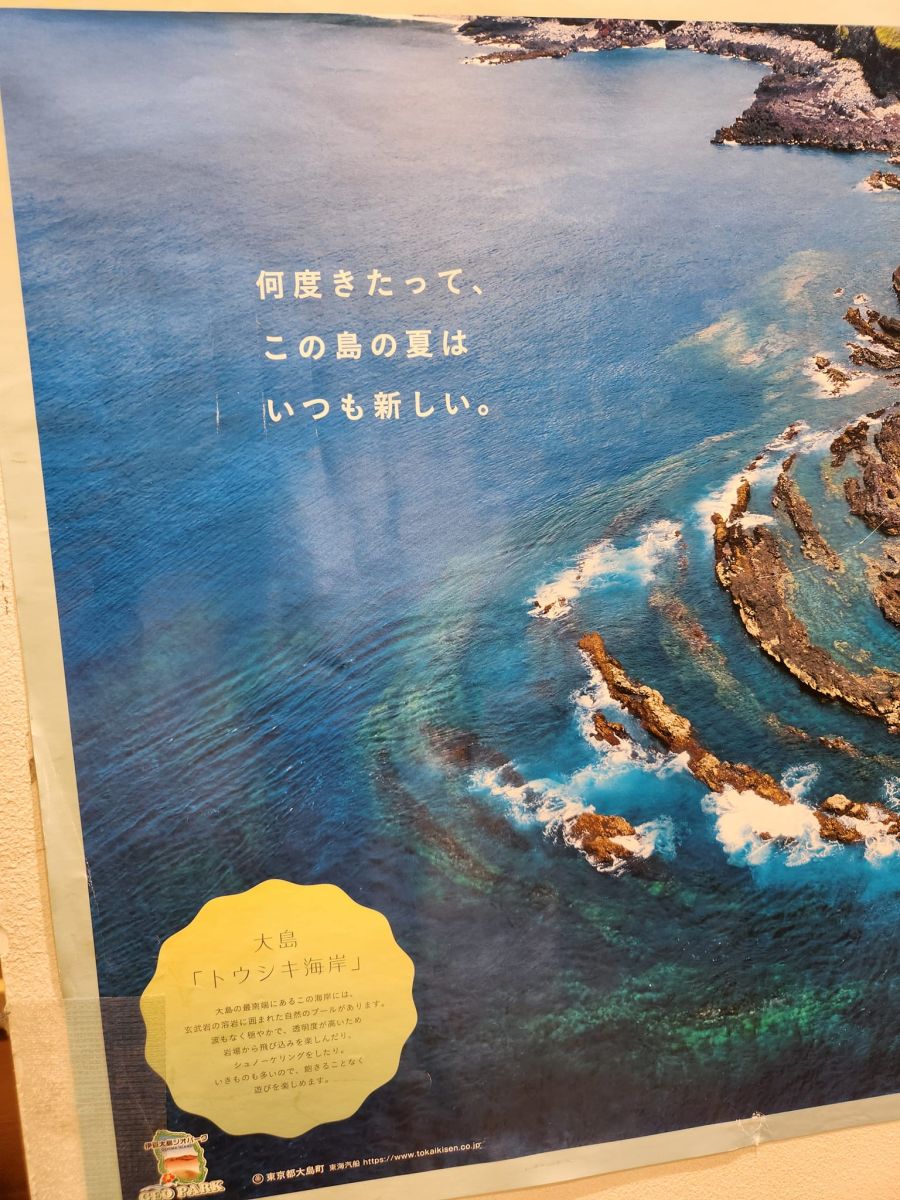 何度きたって、
この島の夏は
いつも新しい。
大島
「トウシキ海岸」
大島の最南端にあるこの海岸には、
玄武岩の溶岩に囲まれた自然のプールがあります。
波もなく穏やかで、透明度が高いため
岩場から飛び込みを楽しんだり、
シュノーケリングをしたり。
いきものも多いので、飽きることなく
遊びを楽しめます。
伊豆大島ジオパーク
GEO PARK
東京都大島町 東海汽船 https://www.tokaikisen.co.jp